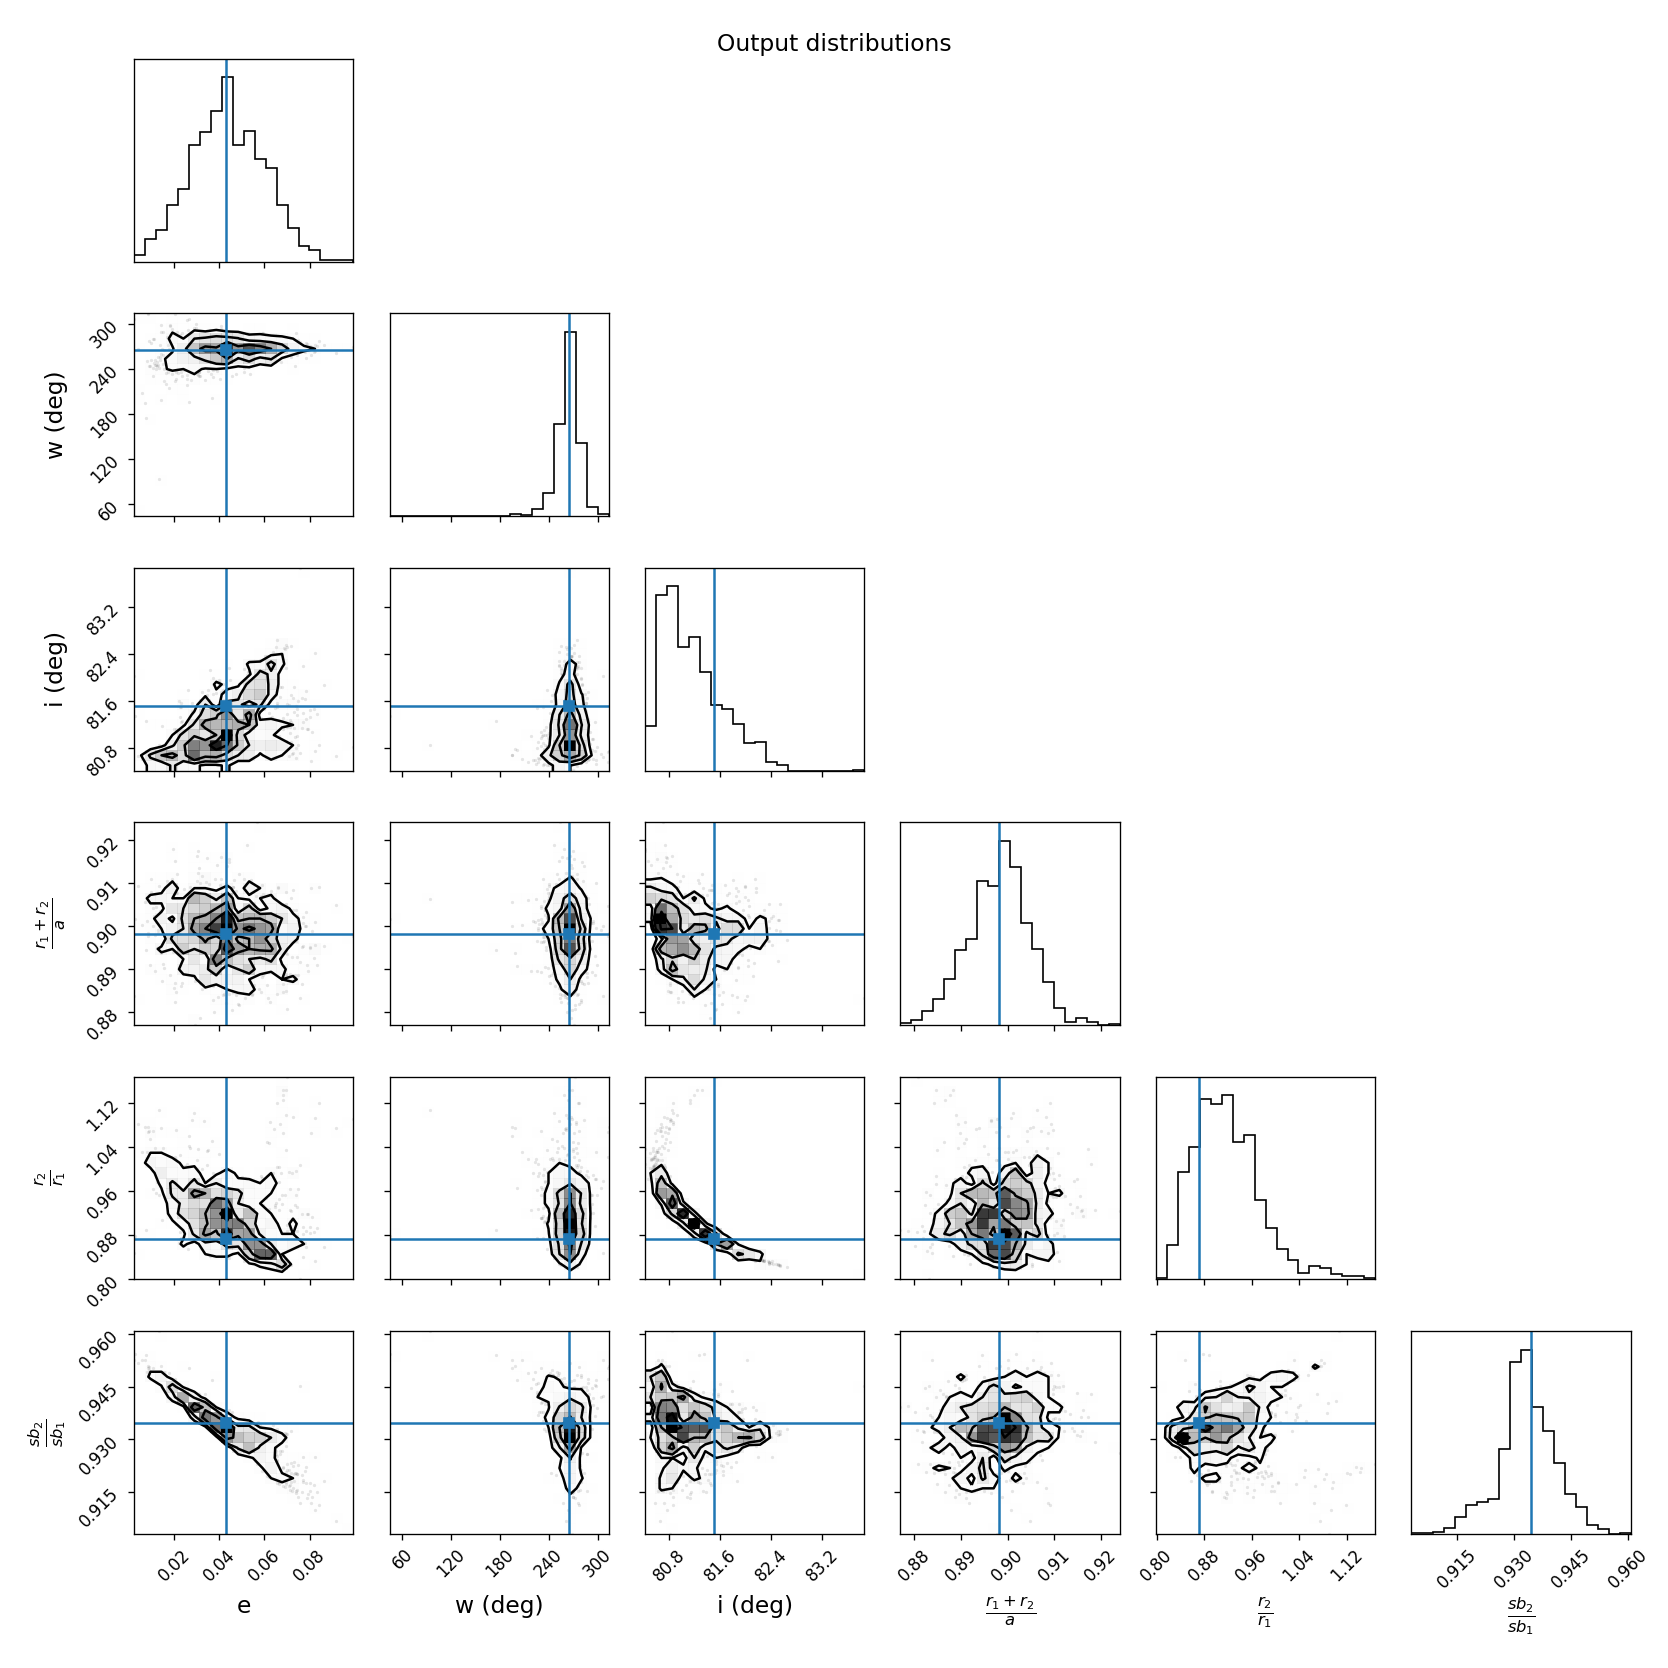 Output distributions
w (deg)
300
240
180
120
60
i (deg)
83.2
82.4
81.6
80.8
r₁ + r₂
a
0.92
0.91
0.90
0.89
0.88
r₂
r₁
1.12
1.04
0.96
0.88
0.80
sb₂
sb₁
0.960
0.945
0.930
0.915
0.02 0.04 0.06 0.08 60 120 180 240 300 80.8 81.6 82.4 83.2 0.88 0.89 0.90 0.91 0.92 0.80 0.88 0.96 1.04 1.12 0.915 0.930 0.945 0.960
e w (deg) i (deg) r₁ + r₂ / a r₂ / r₁ sb₂ / sb₁